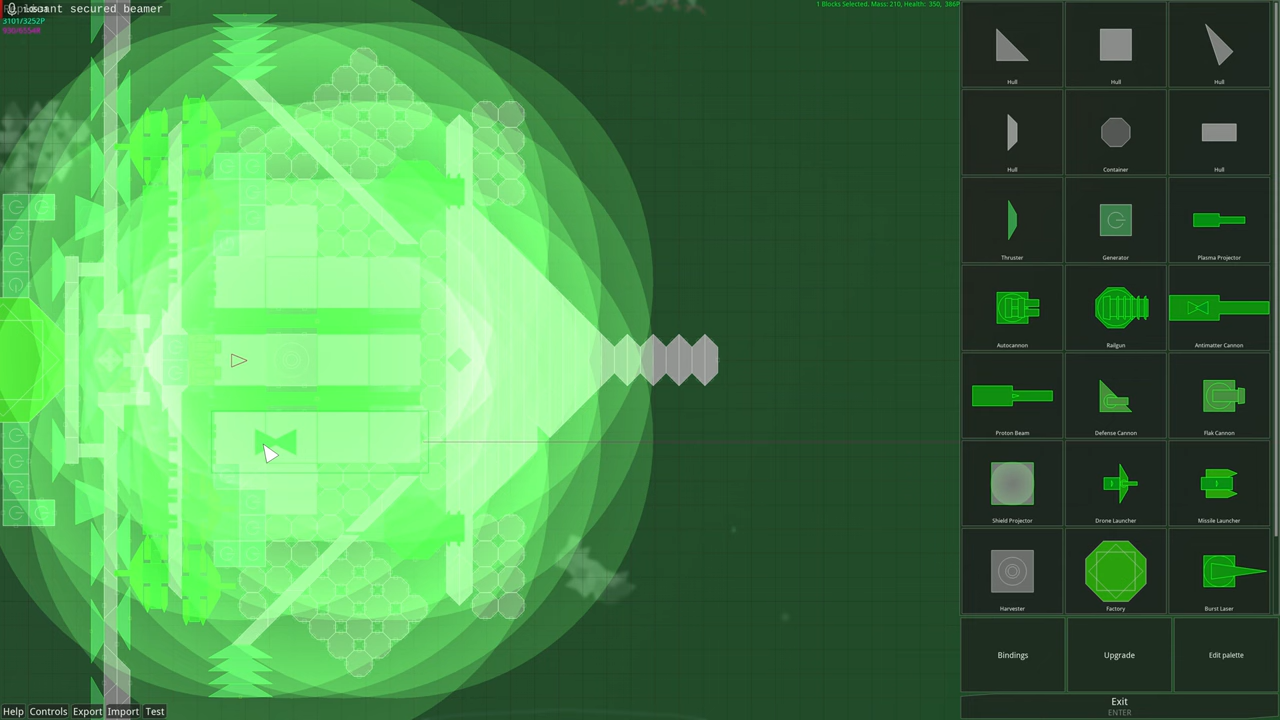 locant secured beamer
3101/3252P
1 Blocks Selected. Mass: 210, Health: 350, 386P
Hull Hull Hull
Hull Container Hull
Thruster Generator Plasma Projector
Autocannon Railgun Antimatter Cannon
Proton Beam Defense Cannon Flak Cannon
Shield Projector Drone Launcher Missile Launcher
Harvester Factory Burst Laser
Bindings Upgrade Edit palette
Exit
ENTER
Help Controls Export Import Test